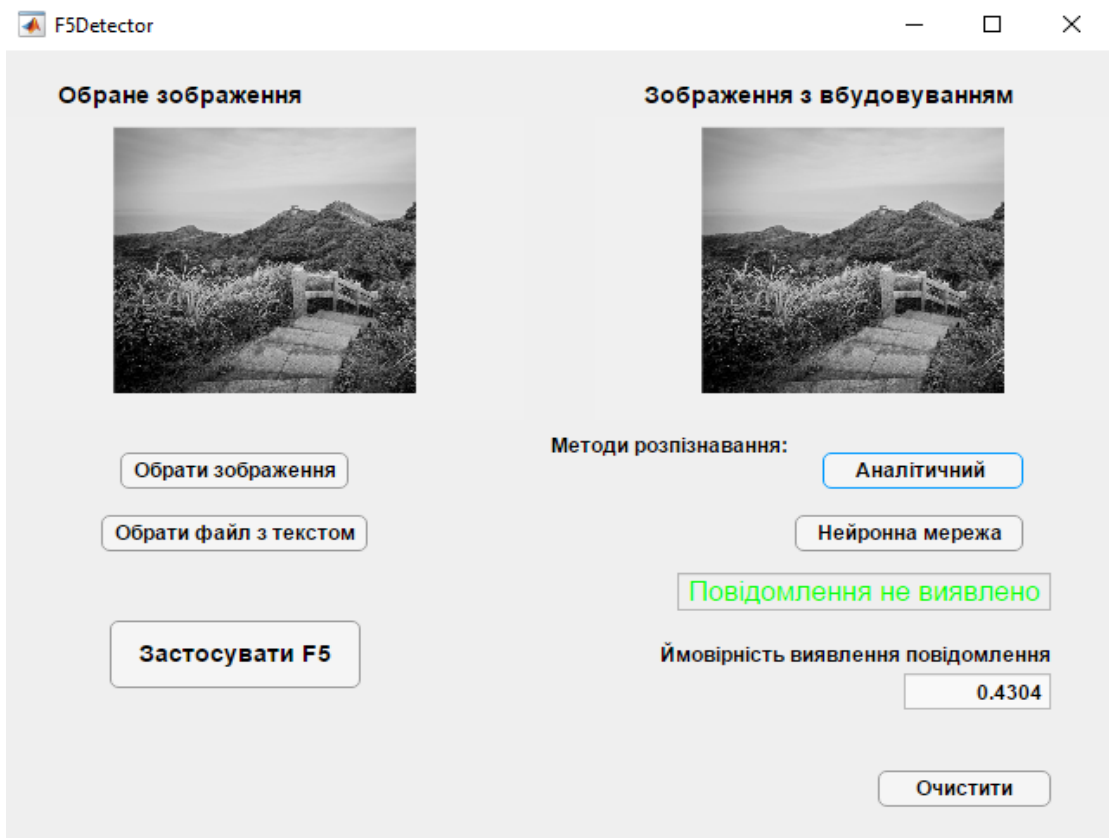 F5Detector
Обране зображення
Зображення з вбудовуванням
Методи розпізнавання:
Обрати зображення
Аналітичний
Обрати файл з текстом
Нейронна мережа
Повідомлення не виявлено
Застосувати F5
Ймовірність виявлення повідомлення
0.4304
Очистити